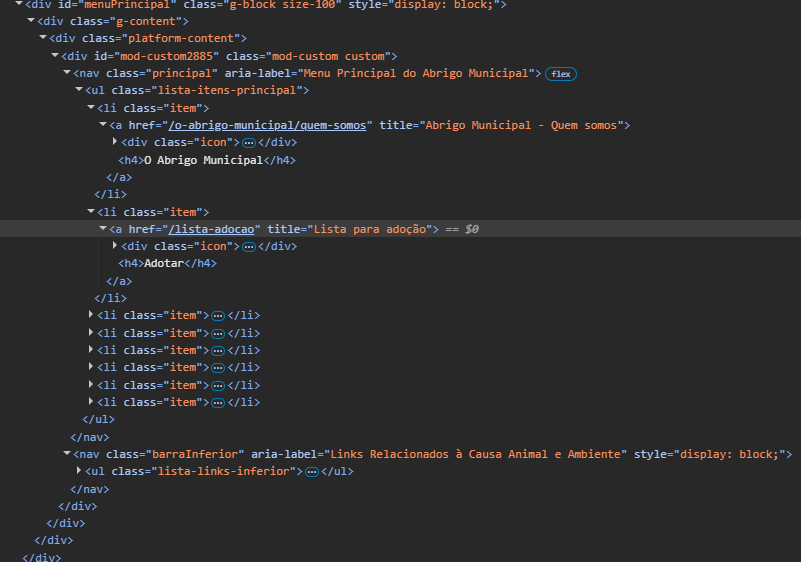 <div id="menuPrincipal" class="g-block size-100" style="display: block;">
<div class="g-content">
<div class="platform-content">
<div id="mod-custom2885" class="mod-custom custom">
<nav class="principal" aria-label="Menu Principal do Abrigo Municipal"> flex
<ul class="lista-itens-principal">
<li class="item">
<a href="/o-abrigo-municipal/quem-somos" title="Abrigo Municipal - Quem somos">
<div class="icon"> ⋯ </div>
<h4>O Abrigo Municipal</h4>
</a>
</li>
<li class="item">
<a href="/lista-adocao" title="Lista para adoção"> == $0
<div class="icon"> ⋯ </div>
<h4>Adotar</h4>
</a>
</li>
<li class="item"> ⋯ </li>
<li class="item"> ⋯ </li>
<li class="item"> ⋯ </li>
<li class="item"> ⋯ </li>
<li class="item"> ⋯ </li>
<li class="item"> ⋯ </li>
</ul>
</nav>
<nav class="barraInferior" aria-label="Links Relacionados à Causa Animal e Ambiente" style="display: block;">
<ul class="lista-links-inferior"> ⋯ </ul>
</nav>
</div>
</div>
</div>
</div>